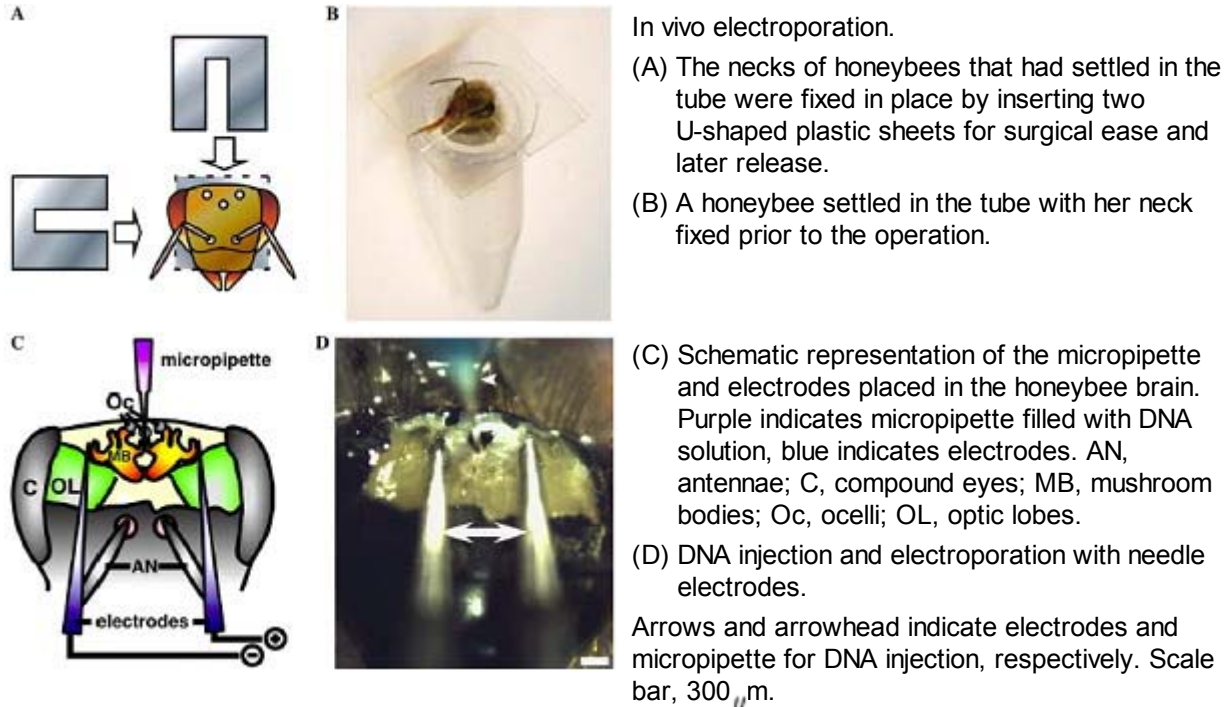 A
B
In vivo electroporation.
(A) The necks of honeybees that had settled in the
tube were fixed in place by inserting two
U-shaped plastic sheets for surgical ease and
later release.
(B) A honeybee settled in the tube with her neck
fixed prior to the operation.
C
micropipette
Oc
MB
C
OL
AN
electrodes
⊕
⊖
D
(C) Schematic representation of the micropipette
and electrodes placed in the honeybee brain.
Purple indicates micropipette filled with DNA
solution, blue indicates electrodes. AN,
antennae; C, compound eyes; MB, mushroom
bodies; Oc, ocelli; OL, optic lobes.
(D) DNA injection and electroporation with needle
electrodes.
Arrows and arrowhead indicate electrodes and
micropipette for DNA injection, respectively. Scale
bar, 300 μm.